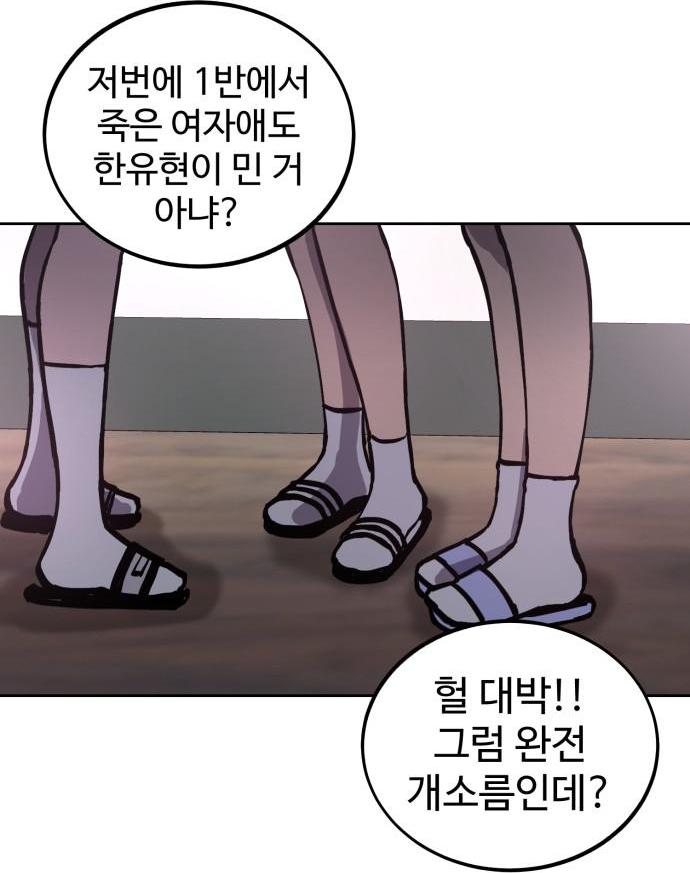 저번에 1반에서
죽은 여자애도
한유현이 민 거
아냐?
헐 대박!!
그럼 완전
개소름인데?